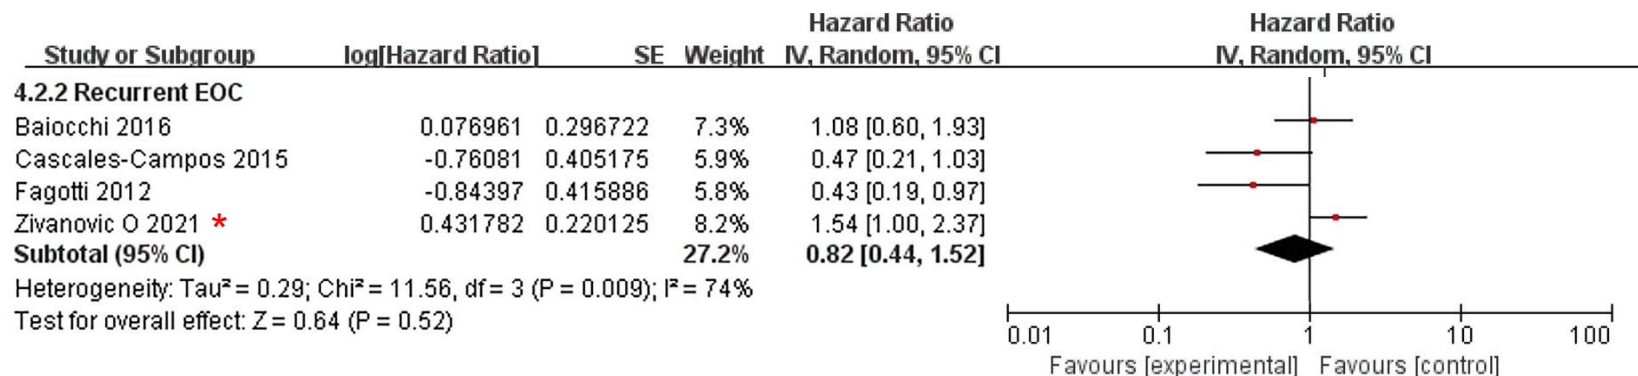 Hazard Ratio Hazard Ratio
Study or Subgroup log[Hazard Ratio] SE Weight IV, Random, 95% CI IV, Random, 95% CI
4.2.2 Recurrent EOC
Baiocchi 2016 0.076961 0.296722 7.3% 1.08 [0.60, 1.93]
Cascales-Campos 2015 -0.76081 0.405175 5.9% 0.47 [0.21, 1.03]
Fagotti 2012 -0.84397 0.415886 5.8% 0.43 [0.19, 0.97]
Zivanovic O 2021 * 0.431782 0.220125 8.2% 1.54 [1.00, 2.37]
Subtotal (95% CI) 27.2% 0.82 [0.44, 1.52]
Heterogeneity: Tau² = 0.29; Chi² = 11.56, df = 3 (P = 0.009); I² = 74%
Test for overall effect: Z = 0.64 (P = 0.52)
0.01 0.1 1 10 100
Favours [experimental] Favours [control]